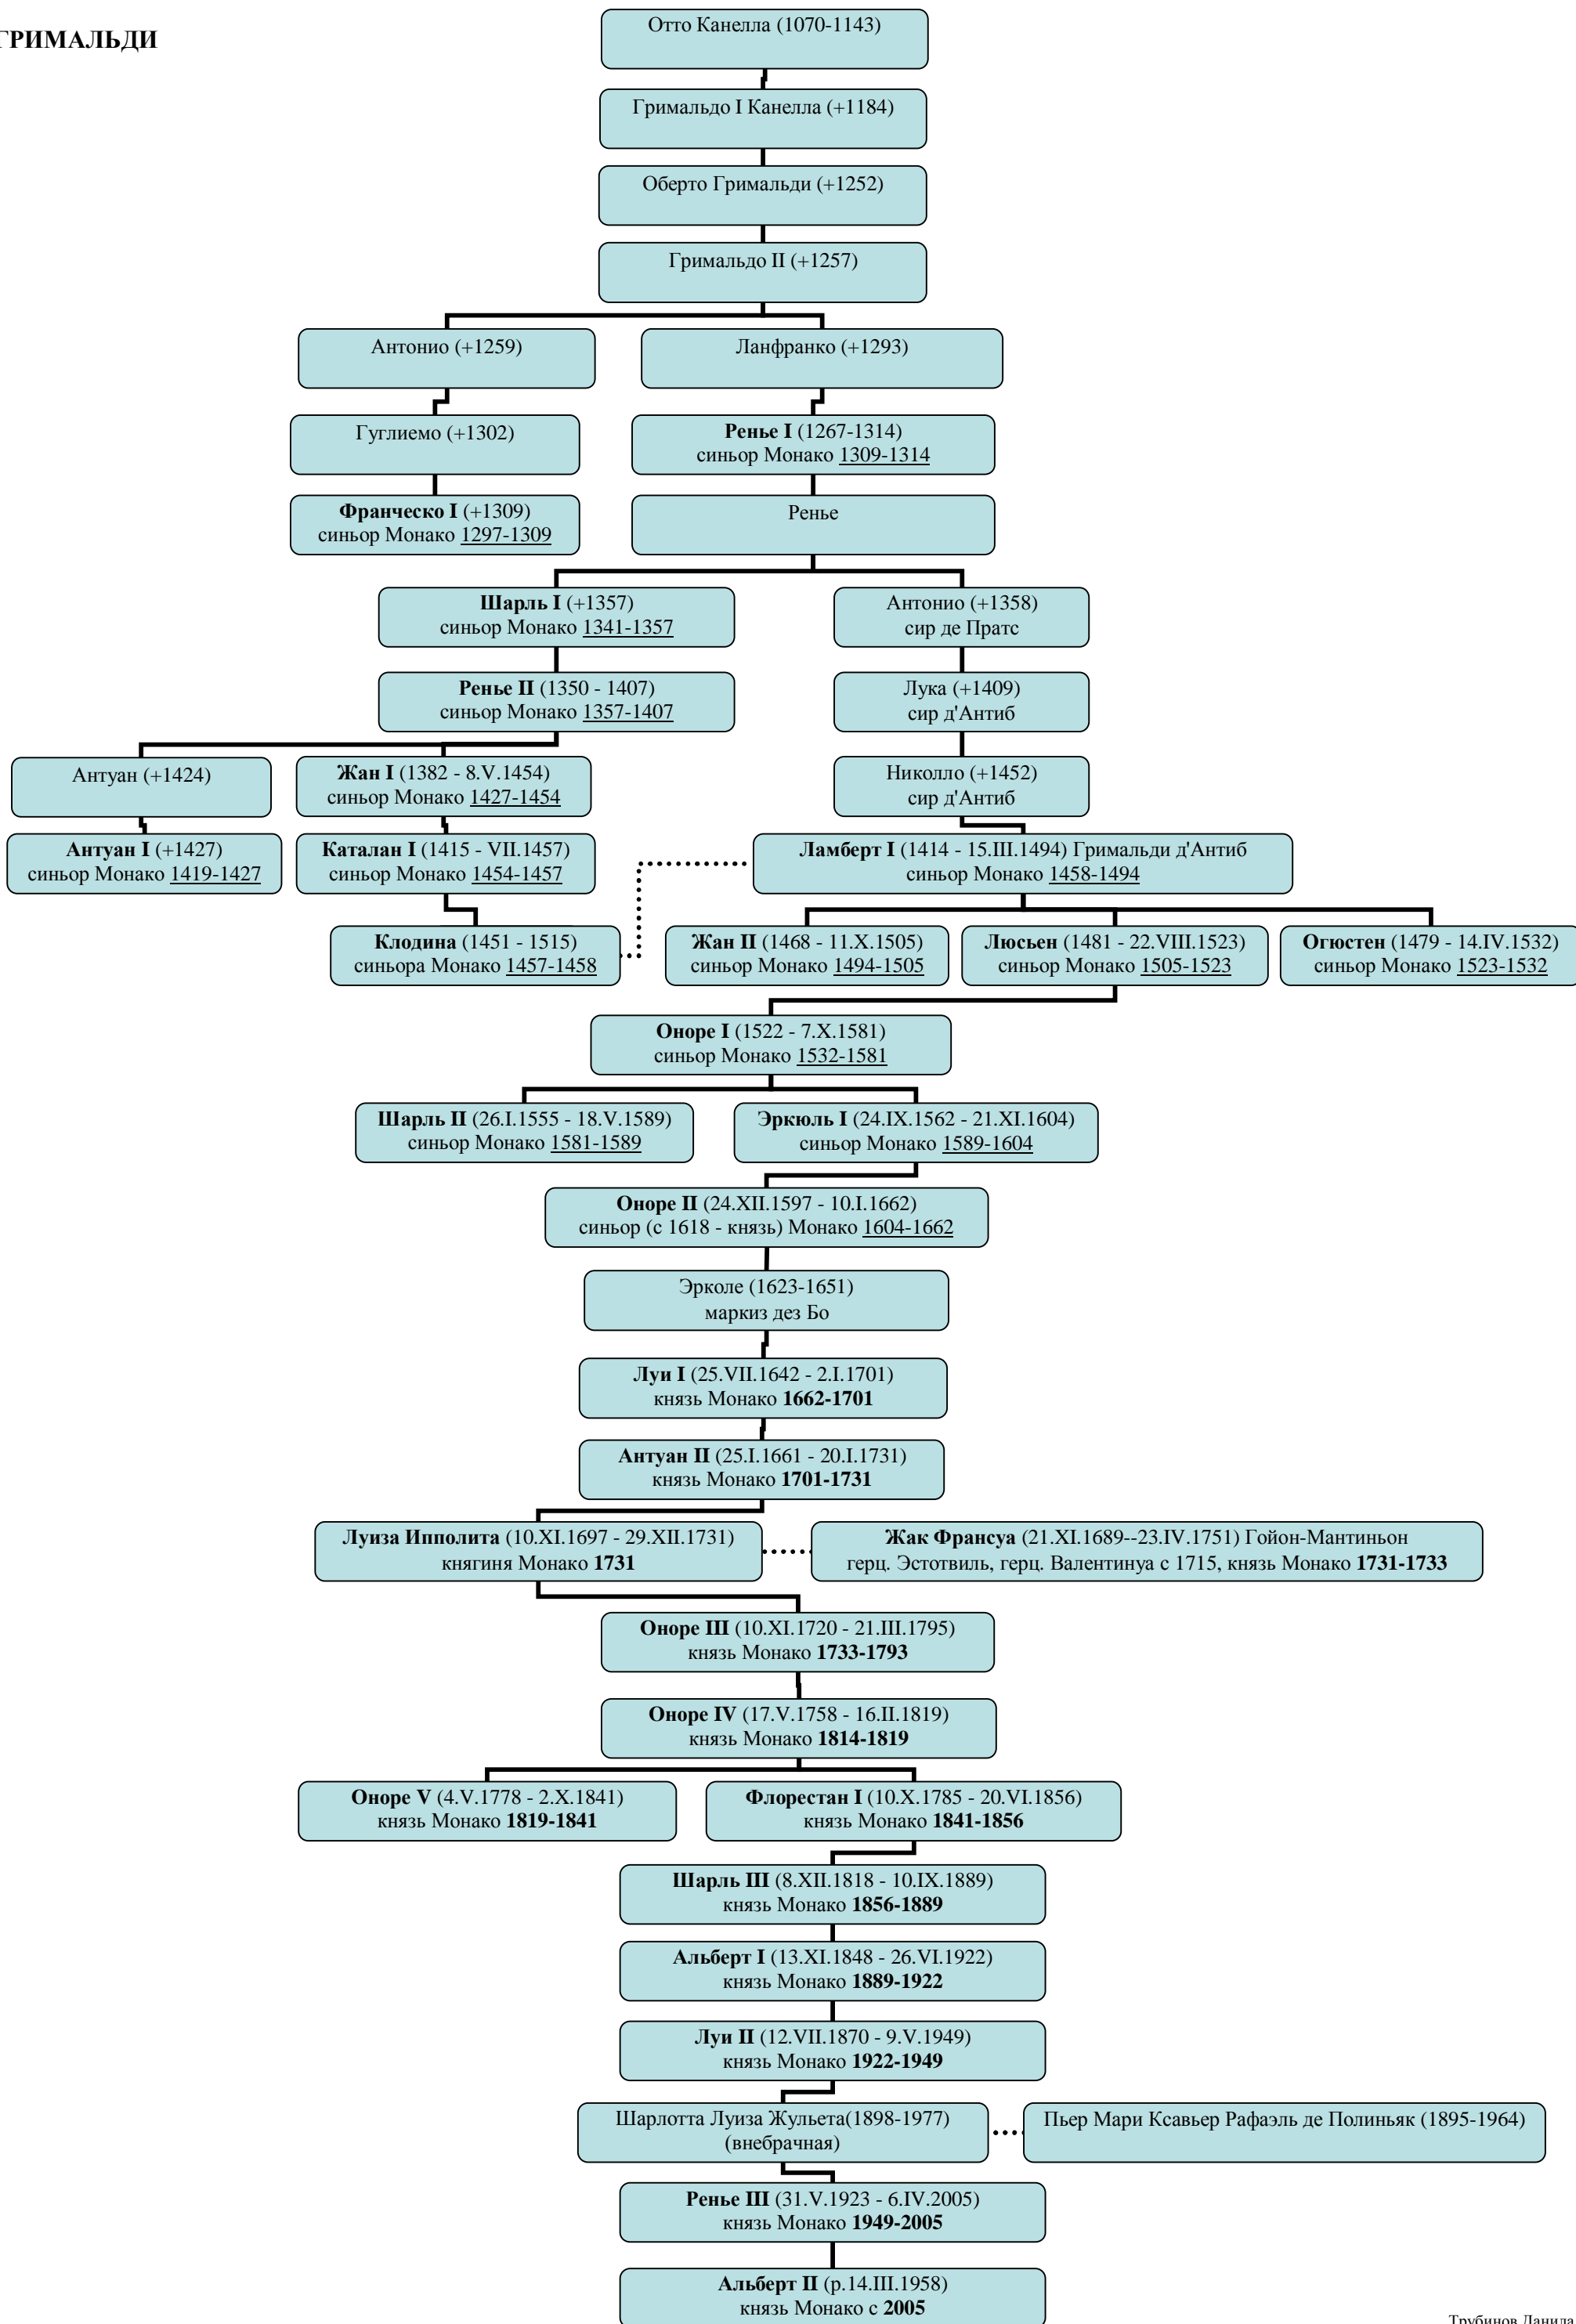 ГРИМАЛЬДИ
Отто Канелла (1070-1143)
Гримальдо I Канелла (+1184)
Оберто Гримальди (+1252)
Гримальдо II (+1257)
Антонио (+1259)
Ланфранко (+1293)
Гуглиемо (+1302)
Ренье I (1267-1314)
синьор Монако 1309-1314
Франческо I (+1309)
синьор Монако 1297-1309
Ренье
Шарль I (+1357)
синьор Монако 1341-1357
Антонио (+1358)
сир де Пратс
Ренье II (1350 - 1407)
синьор Монако 1357-1407
Лука (+1409)
сир д'Антиб
Антуан (+1424)
Жан I (1382 - 8.V.1454)
синьор Монако 1427-1454
Николло (+1452)
сир д'Антиб
Антуан I (+1427)
синьор Монако 1419-1427
Каталан I (1415 - VII.1457)
синьор Монако 1454-1457
Ламберт I (1414 - 15.III.1494) Гримальди д'Антиб
синьор Монако 1458-1494
Клодина (1451 - 1515)
синьора Монако 1457-1458
Жан II (1468 - 11.X.1505)
синьор Монако 1494-1505
Люсьен (1481 - 22.VIII.1523)
синьор Монако 1505-1523
Огюстен (1479 - 14.IV.1532)
синьор Монако 1523-1532
Оноре I (1522 - 7.X.1581)
синьор Монако 1532-1581
Шарль II (26.I.1555 - 18.V.1589)
синьор Монако 1581-1589
Эркюль I (24.IX.1562 - 21.XI.1604)
синьор Монако 1589-1604
Оноре II (24.XII.1597 - 10.I.1662)
синьор (с 1618 - князь) Монако 1604-1662
Эрколе (1623-1651)
маркиз дез Бо
Луи I (25.VII.1642 - 2.I.1701)
князь Монако 1662-1701
Антуан II (25.I.1661 - 20.I.1731)
князь Монако 1701-1731
Луиза Ипполита (10.XI.1697 - 29.XII.1731)
княгиня Монако 1731
Жак Франсуа (21.XI.1689--23.IV.1751) Гойон-Мантиньон
герц. Эстотвиль, герц. Валентинуа с 1715, князь Монако 1731-1733
Оноре III (10.XI.1720 - 21.III.1795)
князь Монако 1733-1793
Оноре IV (17.V.1758 - 16.II.1819)
князь Монако 1814-1819
Оноре V (4.V.1778 - 2.X.1841)
князь Монако 1819-1841
Флорестан I (10.X.1785 - 20.VI.1856)
князь Монако 1841-1856
Шарль III (8.XII.1818 - 10.IX.1889)
князь Монако 1856-1889
Альберт I (13.XI.1848 - 26.VI.1922)
князь Монако 1889-1922
Луи II (12.VII.1870 - 9.V.1949)
князь Монако 1922-1949
Шарлотта Луиза Жульета(1898-1977)
(внебрачная)
Пьер Мари Ксавьер Рафаэль де Полиньяк (1895-1964)
Ренье III (31.V.1923 - 6.IV.2005)
князь Монако 1949-2005
Альберт II (р.14.III.1958)
князь Монако с 2005
Трубинов Данила